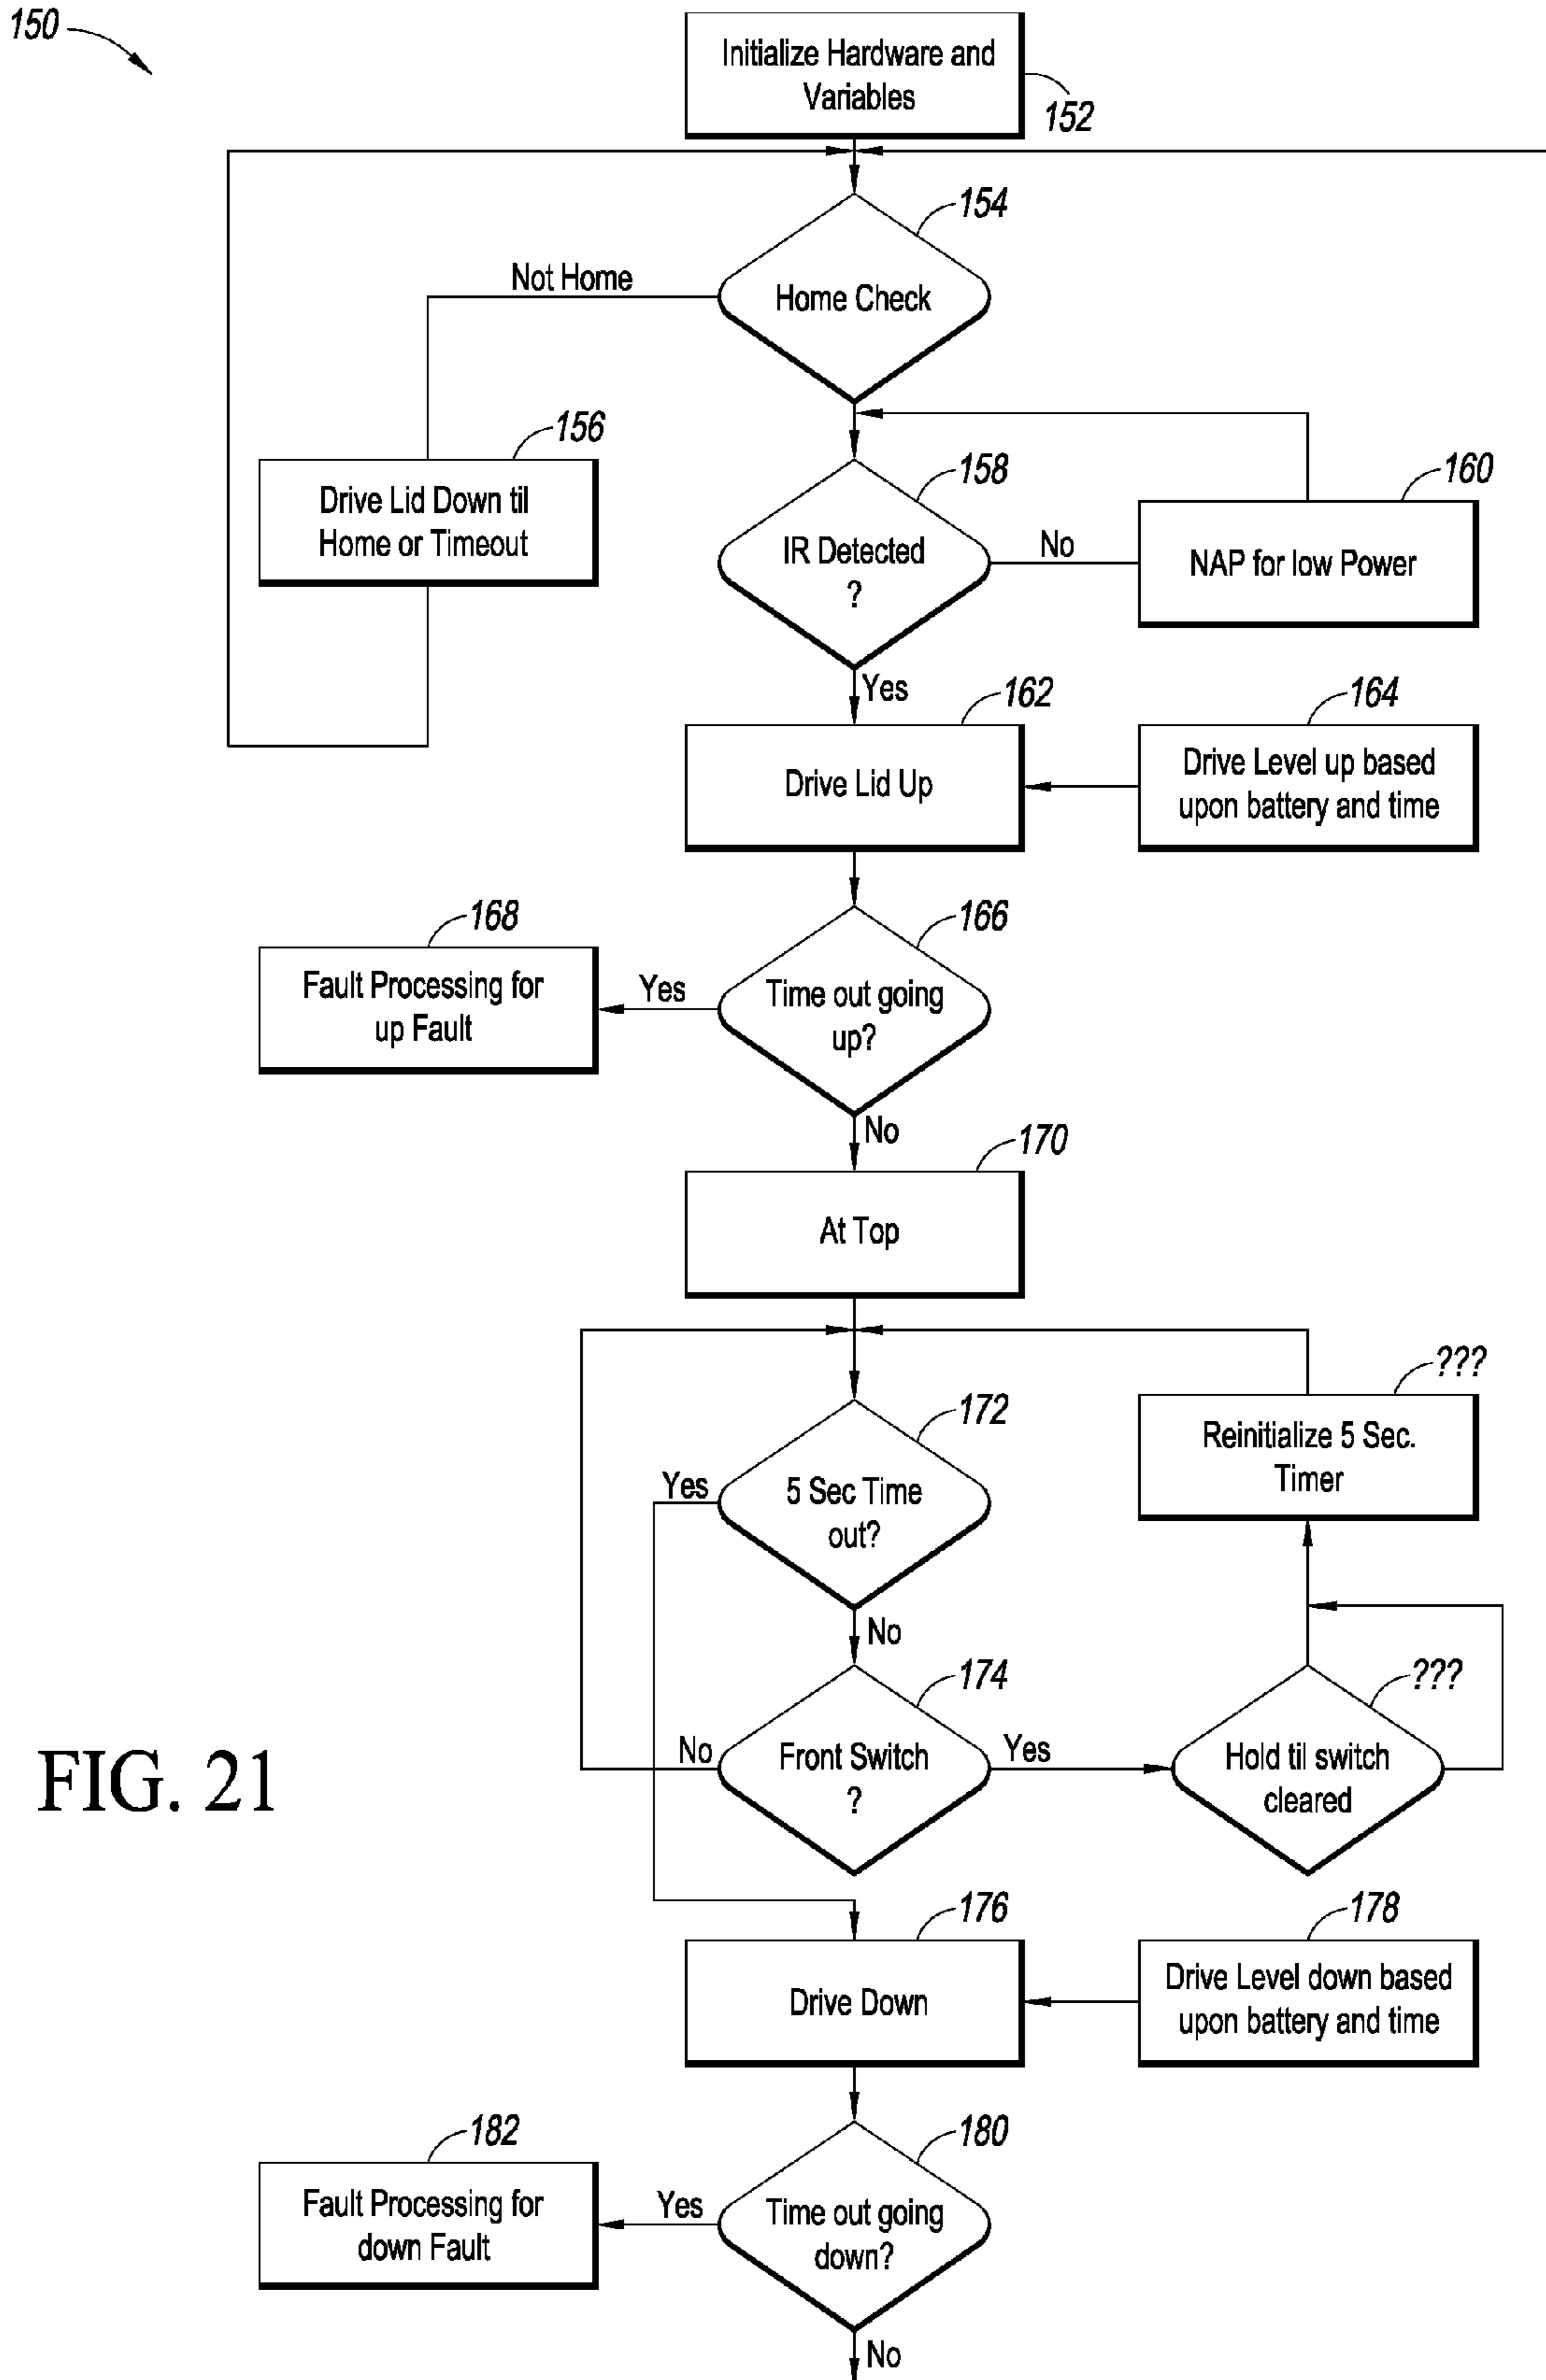 150
Initialize Hardware and
Variables
152
154
Home Check
Not Home
156
Drive Lid Down til
Home or Timeout
158
IR Detected
?
No
160
NAP for low Power
Yes
162
Drive Lid Up
164
Drive Level up based
upon battery and time
166
Time out going
up?
Yes
168
Fault Processing for
up Fault
No
170
At Top
172
5 Sec Time
out?
Yes
???
Reinitialize 5 Sec.
Timer
No
174
Front Switch
?
No
Yes
???
Hold til switch
cleared
FIG. 21
176
Drive Down
178
Drive Level down based
upon battery and time
180
Time out going
down?
Yes
182
Fault Processing for
down Fault
No